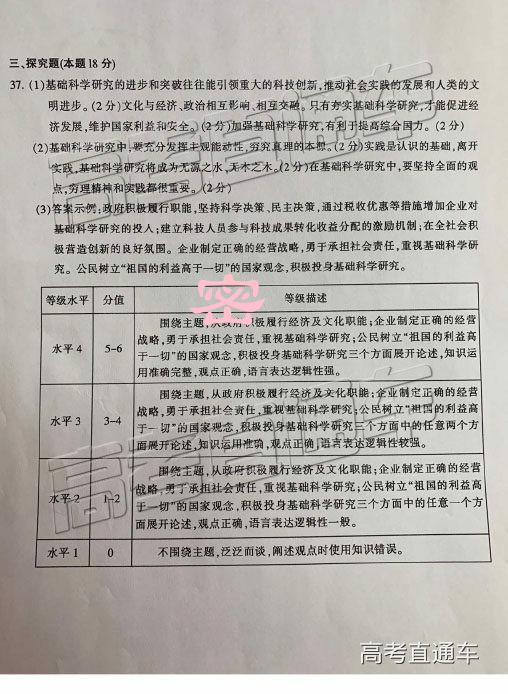 三、探究题(本题18分)
37. (1)基础科学研究的进步和突破往往能引领重大的科技创新,推动社会实践的发展和人类的文
明进步。(2分)文化与经济、政治相互影响、相互交融。只有夯实基础科学研究,才能促进经
济发展,维护国家利益和安全。(2分)加强基础科学研究,有利于提高综合国力。(2分)
(2)基础科学研究中,要充分发挥主观能动性,穷究真理的本源。(2分)实践是认识的基础,离开
实践,基础科学研究将成为无源之水,无本之木。(2分)在基础科学研究中,要坚持全面的观
点,穷理精神和实践都很重要。(2分)
(3)答案示例:政府积极履行职能,坚持科学决策、民主决策,通过税收优惠等措施增加企业对
基础科学研究的投入;建立科技人员参与科技成果转化收益分配的激励机制;在全社会积
极营造创新的良好氛围。企业制定正确的经营战略,勇于承担社会责任,重视基础科学研
究。公民树立“祖国的利益高于一切”的国家观念,积极投身基础科学研究。
等级水平 分值 等级描述
水平4 5-6 围绕主题,从政府积极履行经济及文化职能;企业制定正确的经营
战略,勇于承担社会责任,重视基础科学研究;公民树立“祖国的利益高
于一切”的国家观念,积极投身基础科学研究三个方面展开论述,知识运
用准确完整,观点正确,语言表达逻辑性强。
水平3 3-4 围绕主题,从政府积极履行经济及文化职能;企业制定正确的经营
战略,勇于承担社会责任,重视基础科学研究;公民树立“祖国的利益高
于一切”的国家观念,积极投身基础科学研究三个方面中的任意两个方
面展开论述,知识运用准确,观点正确,语言表达逻辑性较强。
水平2 1-2 围绕主题,从政府积极履行经济及文化职能;企业制定正确的经营
战略,勇于承担社会责任,重视基础科学研究;公民树立“祖国的利益高
于一切”的国家观念,积极投身基础科学研究三个方面中的任意一个方
面展开论述,观点正确,语言表达逻辑性一般。
水平1 0 不围绕主题,泛泛而谈,阐述观点时使用知识错误。
密
高考直通车
高考直通车
高考直通车